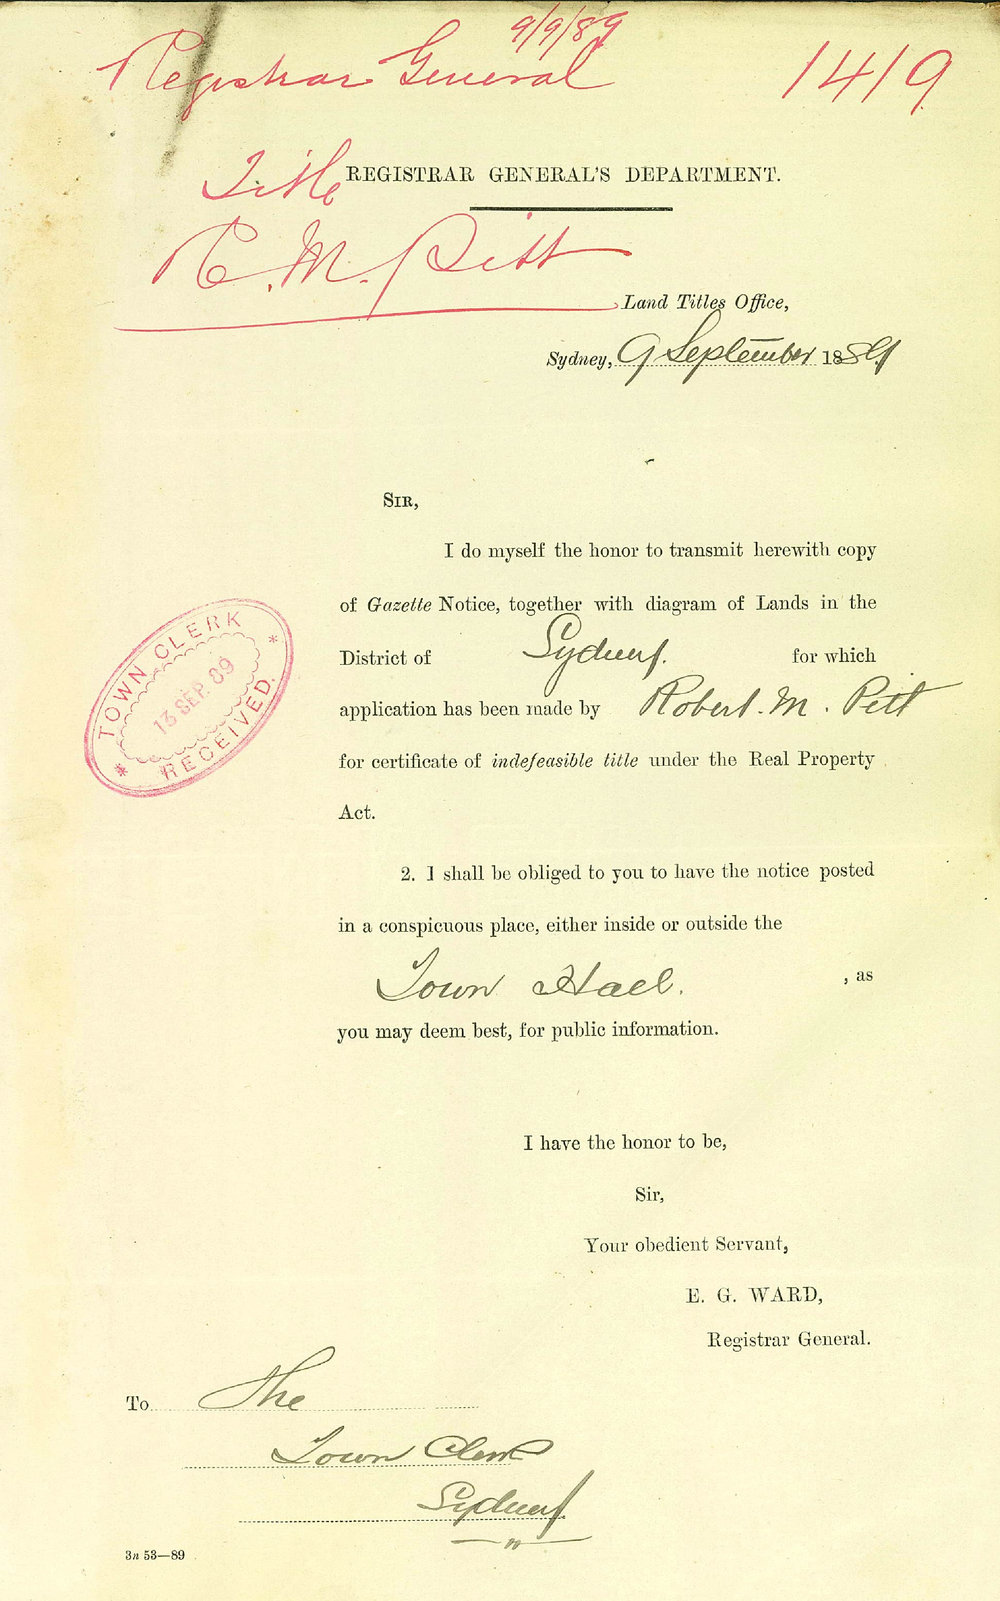 9/9/89
Registrar General
1419
Title
REGISTRAR GENERAL'S DEPARTMENT.
R. M. Pitt
Land Titles Office,
Sydney, 9 September 1889
SIR,
I do myself the honor to transmit herewith copy
of Gazette Notice, together with diagram of Lands in the
District of Sydney. for which
application has been made by Robert. M. Pitt
for certificate of indefeasible title under the Real Property
Act.
TOWN CLERK
13 SEP. 89
RECEIVED.
2. I shall be obliged to you to have the notice posted
in a conspicuous place, either inside or outside the
Town Hall. , as
you may deem best, for public information.
I have the honor to be,
Sir,
Your obedient Servant,
E. G. WARD,
Registrar General.
To The
Town Clerk
Sydney
3n 53—89